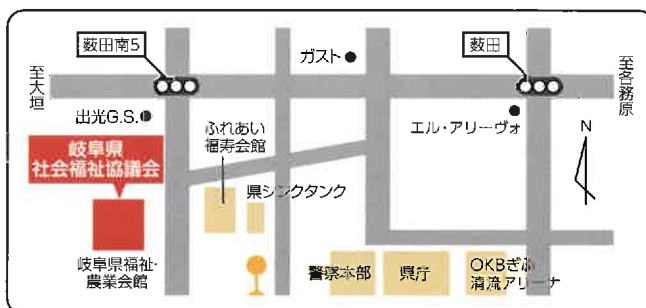 薮田南5
ガスト
薮田
至大垣
至各務原
出光G.S.
ふれあい
福寿会館
エル・アリーヴォ
N
岐阜県
社会福祉協議会
県シンクタンク
岐阜県福祉・
農業会館
警察本部
県庁
OKBぎふ
清流アリーナ